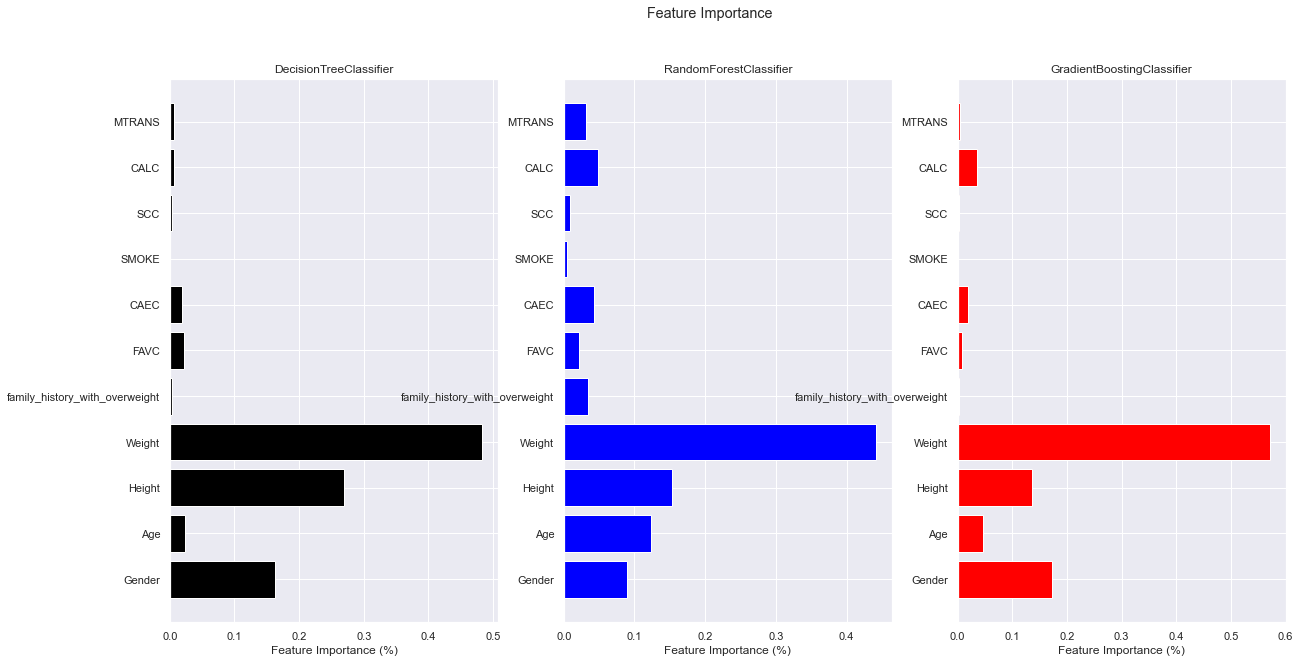 Feature Importance
DecisionTreeClassifier
MTRANS
CALC
SCC
SMOKE
CAEC
FAVC
family_history_with_overweight
Weight
Height
Age
Gender
0.0 0.1 0.2 0.3 0.4 0.5
Feature Importance (%)
RandomForestClassifier
MTRANS
CALC
SCC
SMOKE
CAEC
FAVC
family_history_with_overweight
Weight
Height
Age
Gender
0.0 0.1 0.2 0.3 0.4
Feature Importance (%)
GradientBoostingClassifier
MTRANS
CALC
SCC
SMOKE
CAEC
FAVC
family_history_with_overweight
Weight
Height
Age
Gender
0.0 0.1 0.2 0.3 0.4 0.5 0.6
Feature Importance (%)